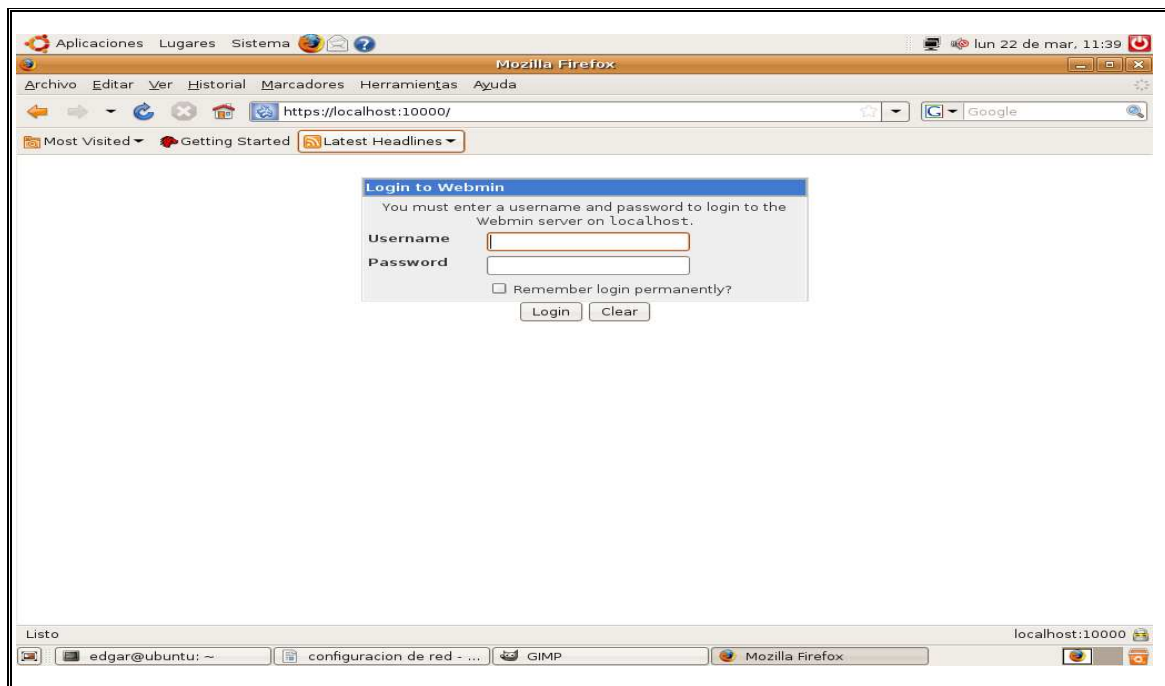 Aplicaciones Lugares Sistema lun 22 de mar, 11:39
Mozilla Firefox
Archivo Editar Ver Historial Marcadores Herramientas Ayuda
https://localhost:10000/ G Google
Most Visited Getting Started Latest Headlines
Login to Webmin
You must enter a username and password to login to the
Webmin server on localhost.
Username
Password
Remember login permanently?
Login Clear
Listo localhost:10000
edgar@ubuntu: ~ configuracion de red - ... GIMP Mozilla Firefox